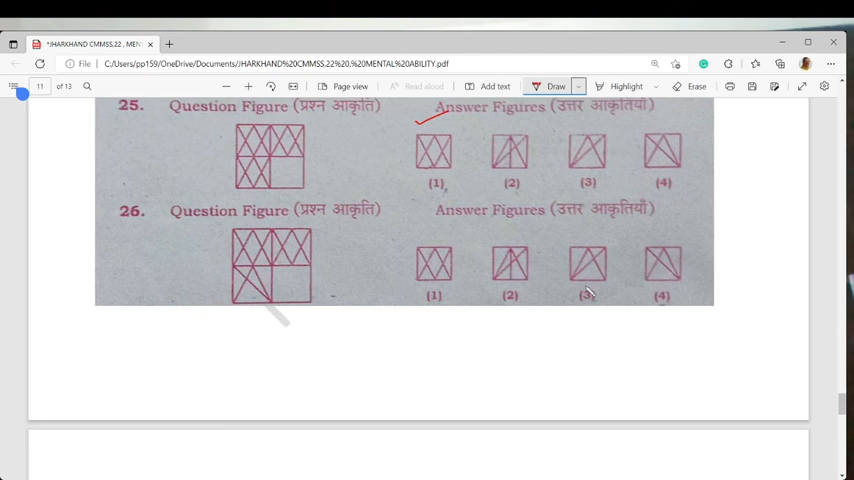 *JHARKHAND CMMSS,22 , MEN
C:/Users/pp159/OneDrive/Documents/JHARKHAND%20CMMSS,22%20,%20MENTAL%20ABILITY.pdf
File
11 of 13
Page view
Read aloud
Add text
Draw
Highlight
Erase
25. Question Figure (प्रश्न आकृति) Answer Figures (उत्तर आकृतियाँ)
(1) (2) (3) (4)
26. Question Figure (प्रश्न आकृति) Answer Figures (उत्तर आकृतियाँ)
(1) (2) (3) (4)